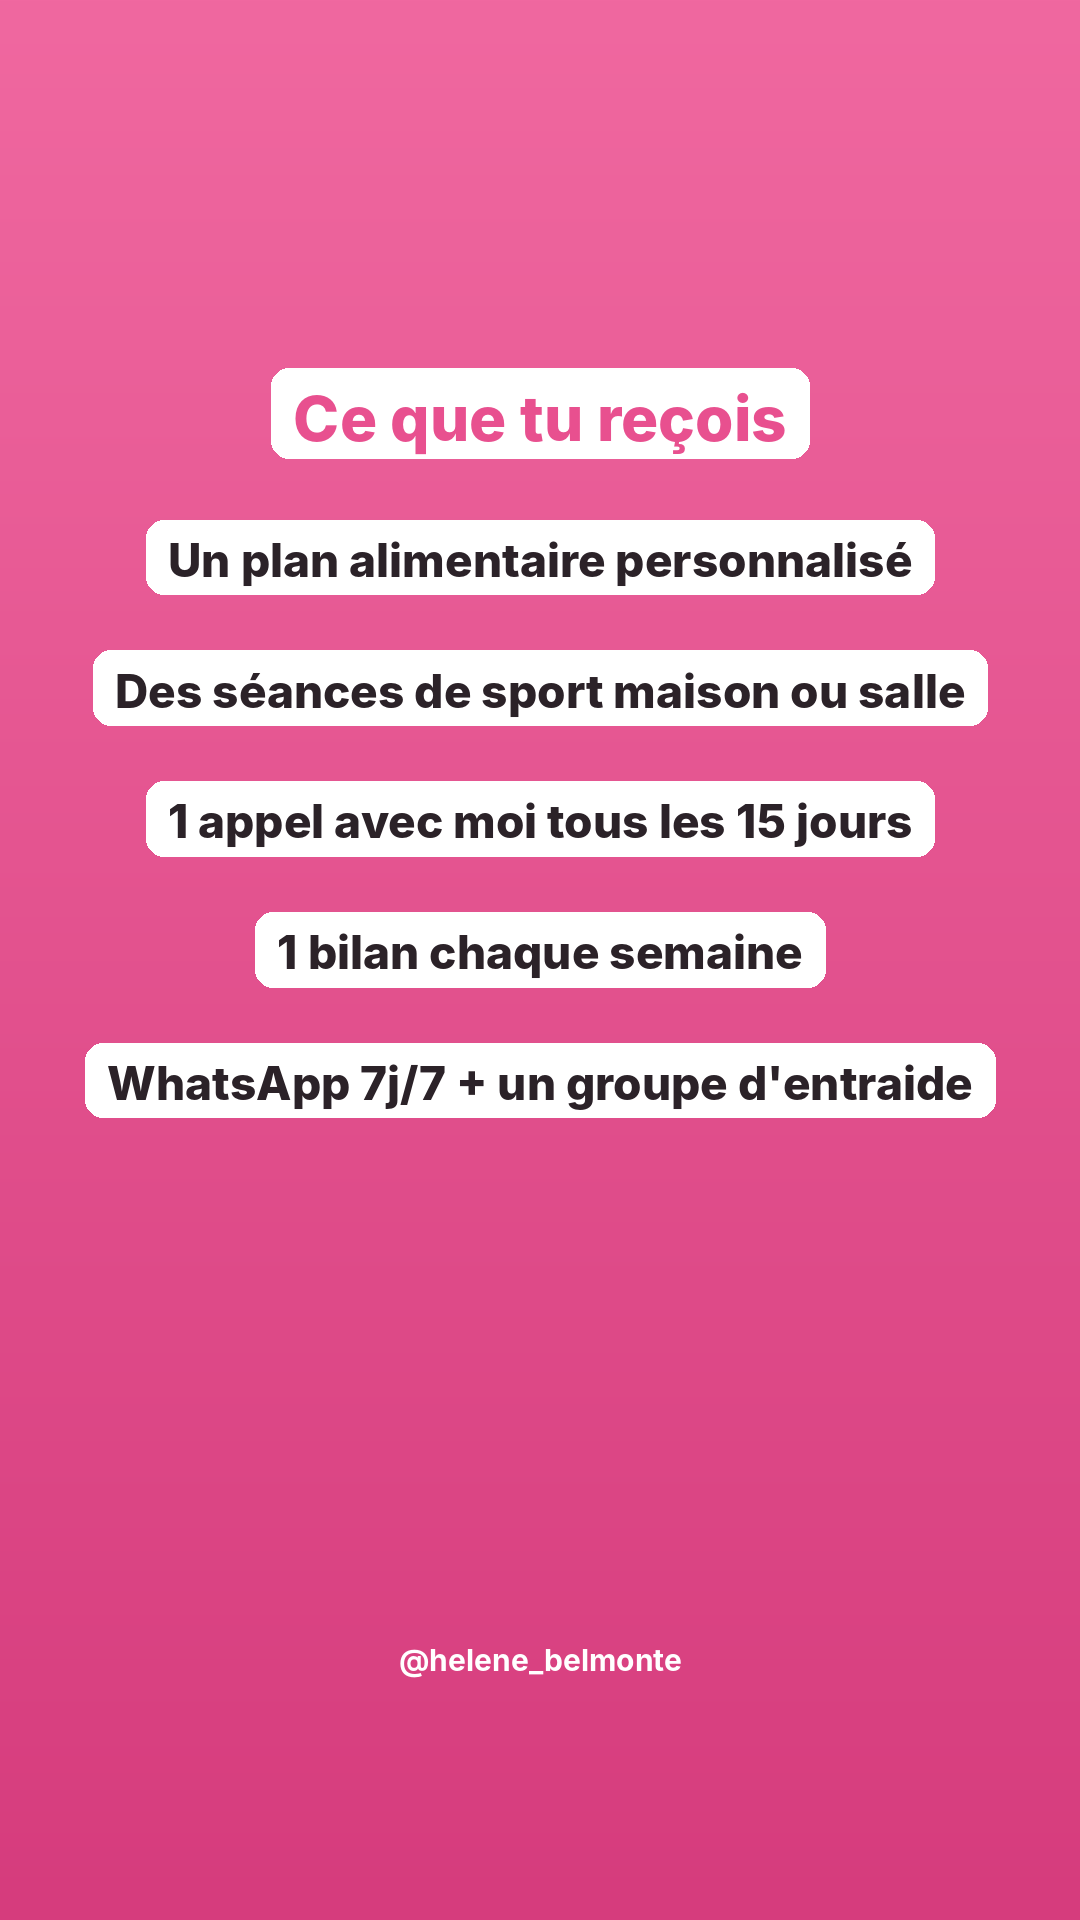 Ce que tu reçois
Un plan alimentaire personnalisé
Des séances de sport maison ou salle
1 appel avec moi tous les 15 jours
1 bilan chaque semaine
WhatsApp 7j/7 + un groupe d'entraide
@helene_belmonte